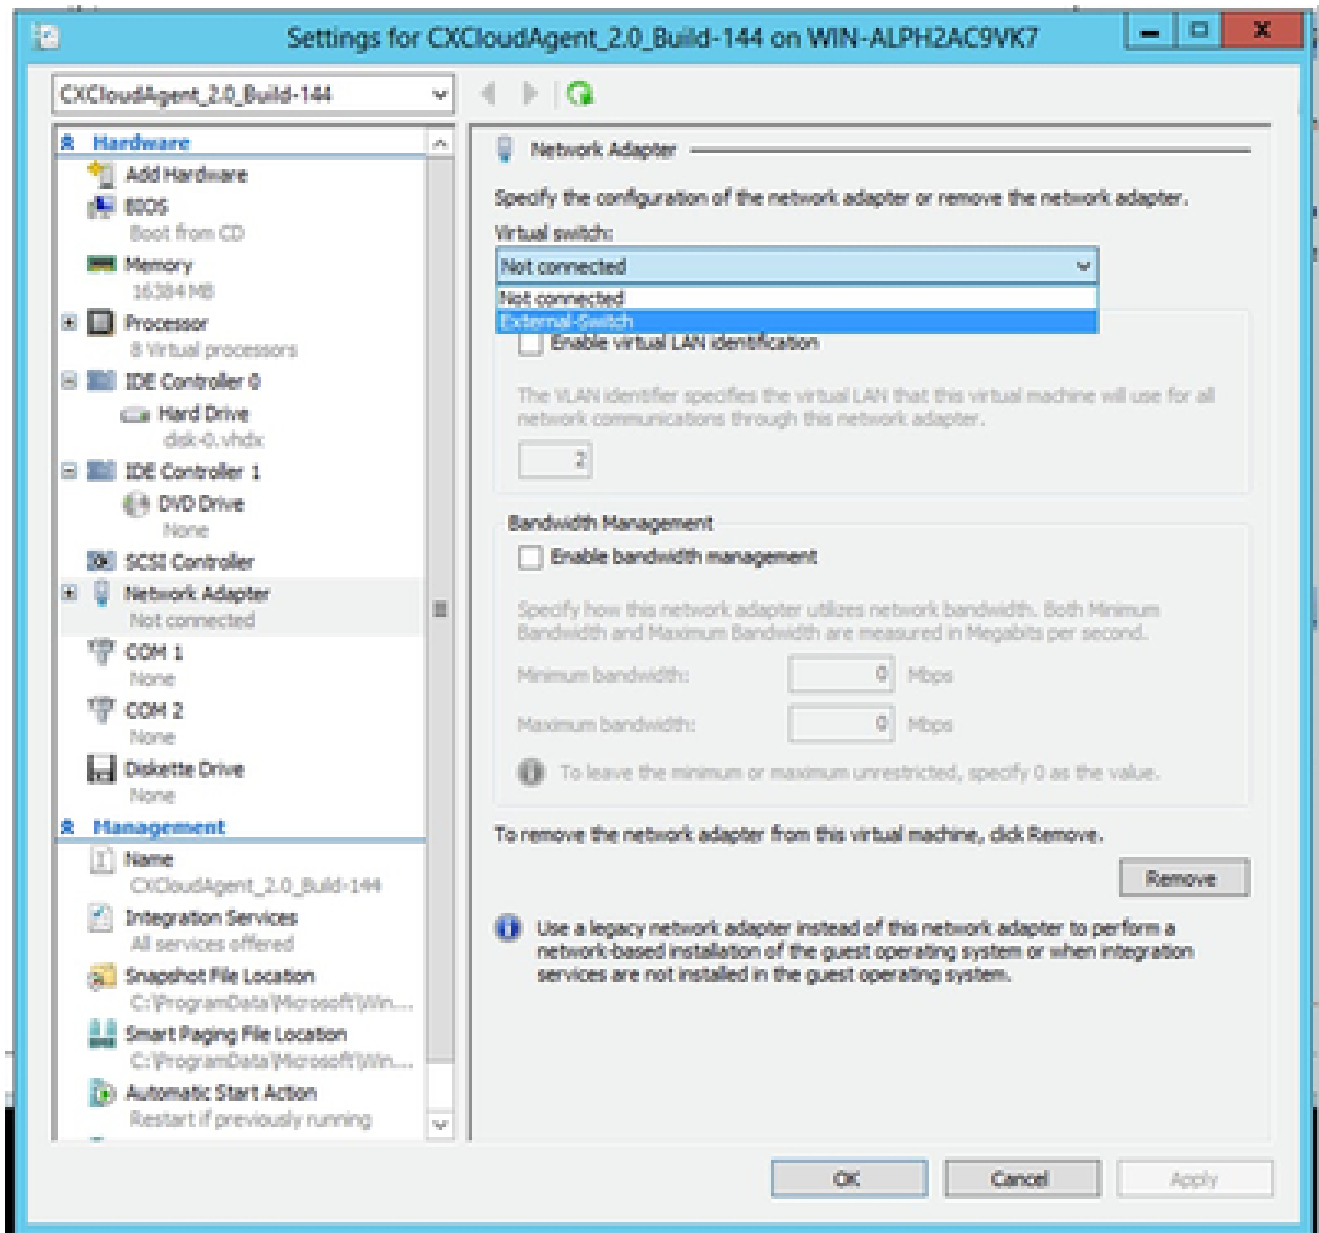 Settings for CXCloudAgent_2.0_Build-144 on WIN-ALPH2AC9VK7
CXCloudAgent_2.0_Build-144
Hardware
Add Hardware
BIOS
Boot from CD
Memory
16384 MB
Processor
8 Virtual processors
IDE Controller 0
Hard Drive
disk-0.vhdx
IDE Controller 1
DVD Drive
None
SCSI Controller
Network Adapter
Not connected
COM 1
None
COM 2
None
Diskette Drive
None
Management
Name
CXCloudAgent_2.0_Build-144
Integration Services
All services offered
Snapshot File Location
C:\ProgramData\Microsoft\Win...
Smart Paging File Location
C:\ProgramData\Microsoft\Win...
Automatic Start Action
Restart if previously running
Network Adapter
Specify the configuration of the network adapter or remove the network adapter.
Virtual switch:
Not connected
Not connected
External-Switch
Enable virtual LAN identification
The VLAN identifier specifies the virtual LAN that this virtual machine will use for all
network communications through this network adapter.
2
Bandwidth Management
Enable bandwidth management
Specify how this network adapter utilizes network bandwidth. Both Minimum
Bandwidth and Maximum Bandwidth are measured in Megabits per second.
Minimum bandwidth: 0 Mbps
Maximum bandwidth: 0 Mbps
To leave the minimum or maximum unrestricted, specify 0 as the value.
To remove the network adapter from this virtual machine, click Remove.
Remove
Use a legacy network adapter instead of this network adapter to perform a
network-based installation of the guest operating system or when integration
services are not installed in the guest operating system.
OK Cancel Apply